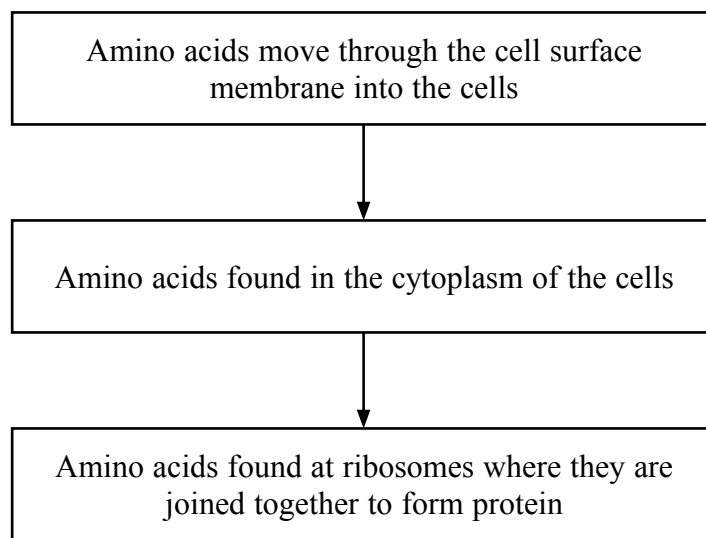 Amino acids move through the cell surface
membrane into the cells
Amino acids found in the cytoplasm of the cells
Amino acids found at ribosomes where they are
joined together to form protein